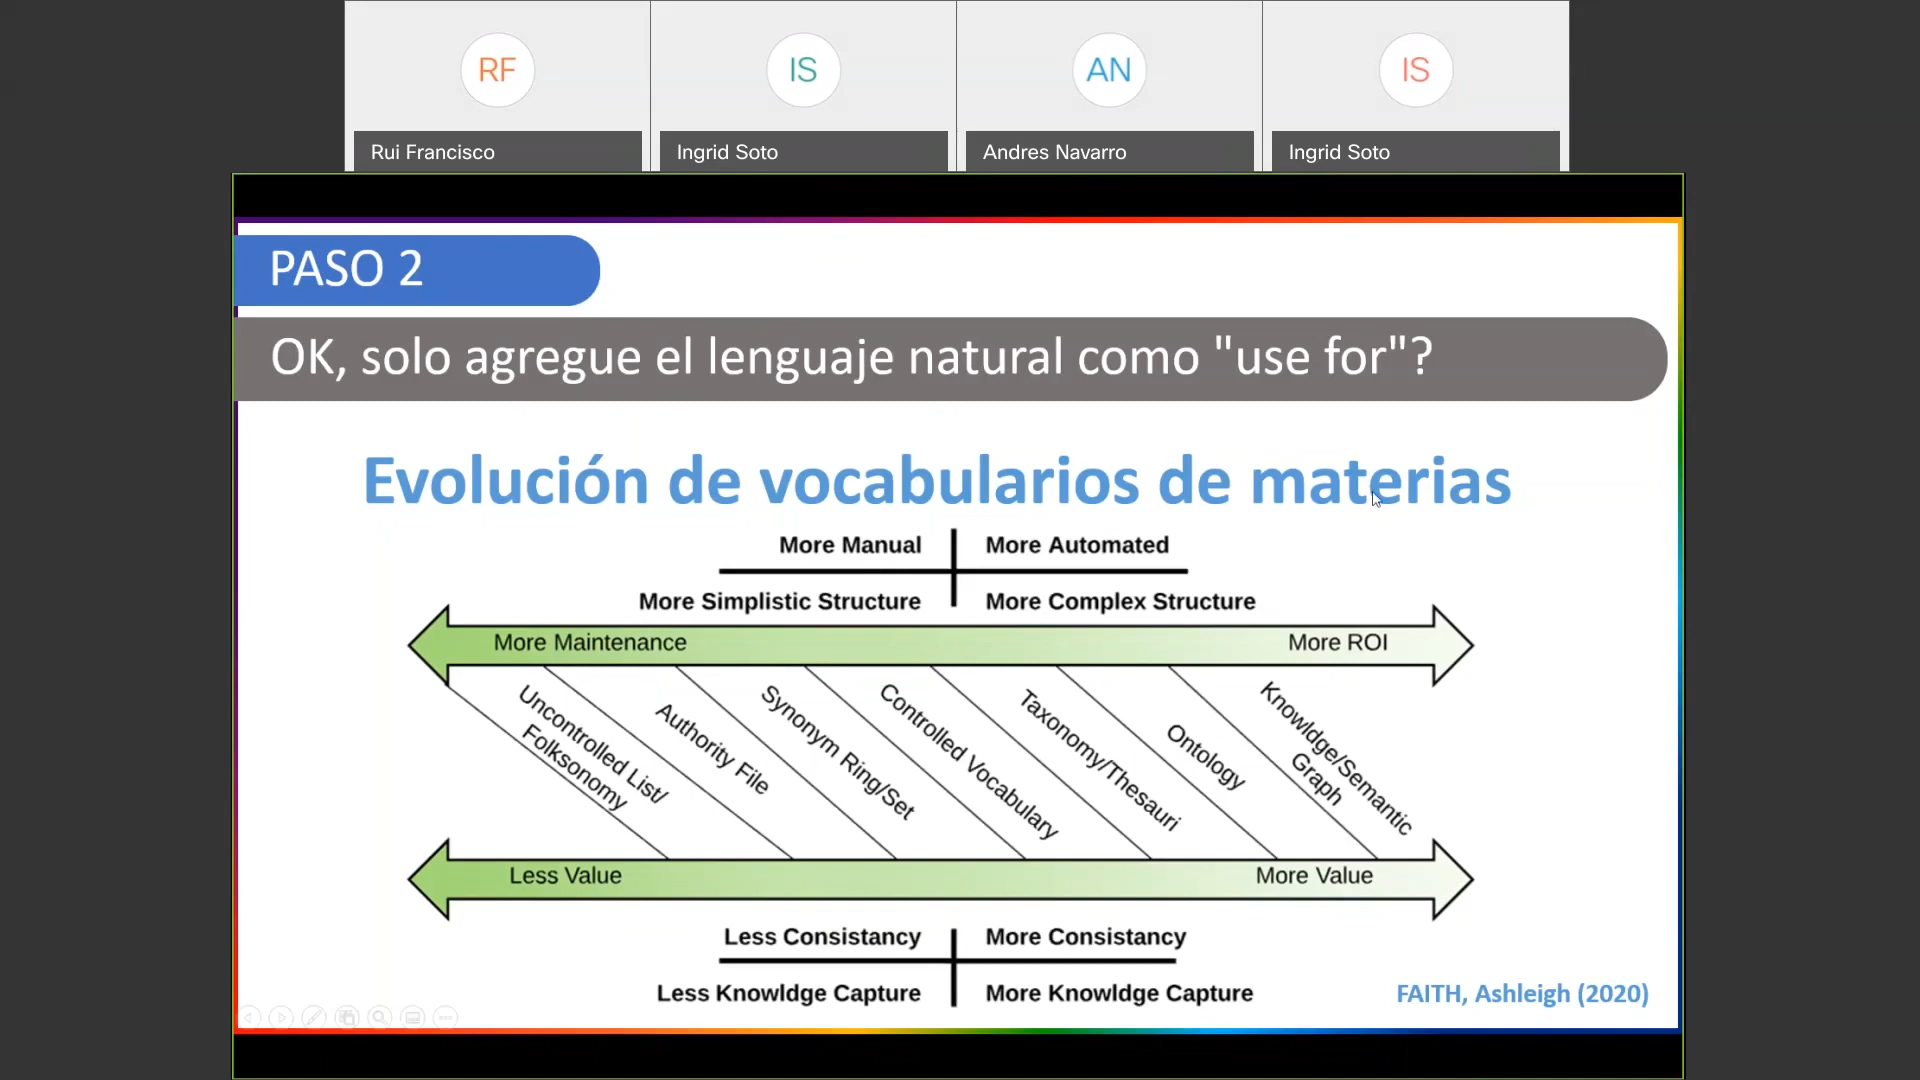 RF
IS
AN
IS
Rui Francisco
Ingrid Soto
Andres Navarro
Ingrid Soto
PASO 2
OK, solo agregue el lenguaje natural como "use for"?
Evolución de vocabularios de materias
More Manual
More Automated
More Simplistic Structure
More Complex Structure
More Maintenance
More ROI
Uncontrolled List/
Folksonomy
Authority File
Synonym Ring/Set
Controlled Vocabulary
Taxonomy/Thesauri
Ontology
Knowledge/Semantic
Graph
Less Value
More Value
Less Consistancy
More Consistancy
Less Knowldge Capture
More Knowldge Capture
FAITH, Ashleigh (2020)